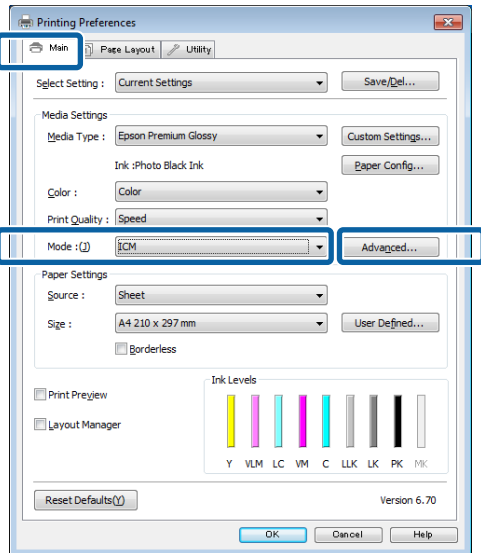 Printing Preferences
Main Page Layout Utility
Select Setting : Current Settings Save/Del...
Media Settings
Media Type : Epson Premium Glossy Custom Settings...
Ink :Photo Black Ink Paper Config...
Color : Color
Print Quality : Speed
Mode :(J) ICM Advanced...
Paper Settings
Source : Sheet
Size : A4 210 x 297 mm User Defined...
Borderless
Ink Levels
Print Preview
Layout Manager
Y VLM LC VM C LLK LK PK MK
Reset Defaults(Y) Version 6.70
OK Cancel Help